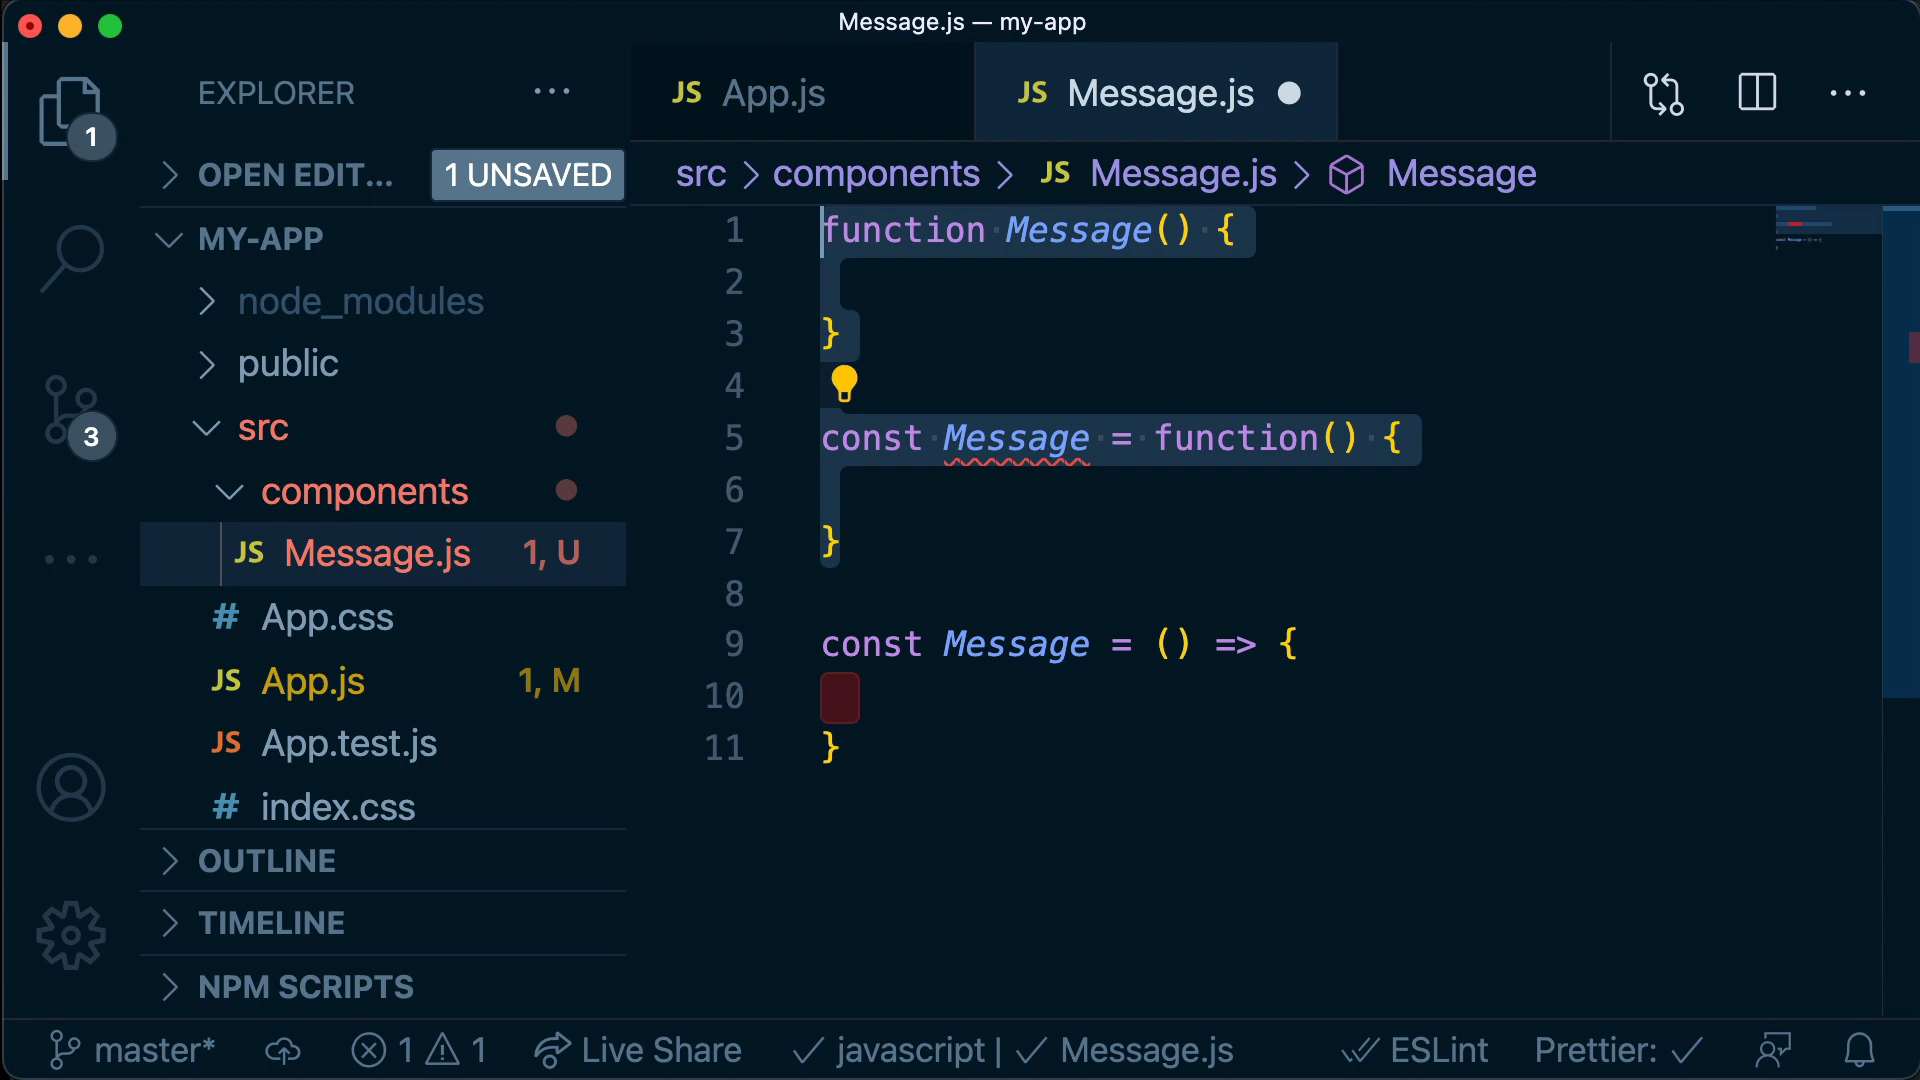 Message.js — my-app
EXPLORER
JS App.js
JS Message.js
1
OPEN EDIT... 1 UNSAVED
src > components > JS Message.js > Message
MY-APP
node_modules
public
src
components
JS Message.js 1, U
# App.css
JS App.js 1, M
JS App.test.js
# index.css
3
OUTLINE
TIMELINE
NPM SCRIPTS
1 function Message() {
2
3 }
4
5 const Message = function() {
6
7 }
8
9 const Message = () => {
10
11 }
master* 1 1 Live Share ✓ javascript | ✓ Message.js ESLint Prettier: ✓